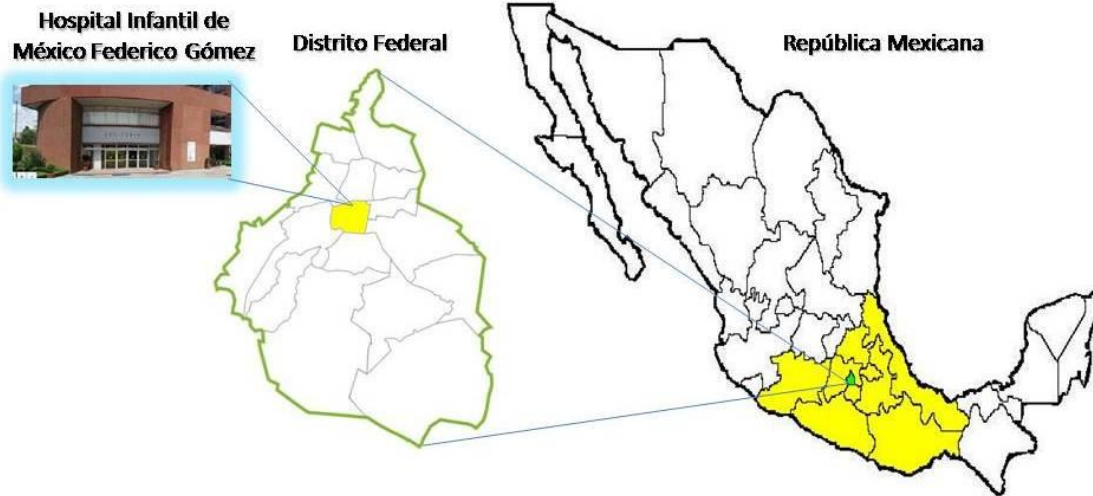 Hospital Infantil de
México Federico Gómez
Distrito Federal
República Mexicana